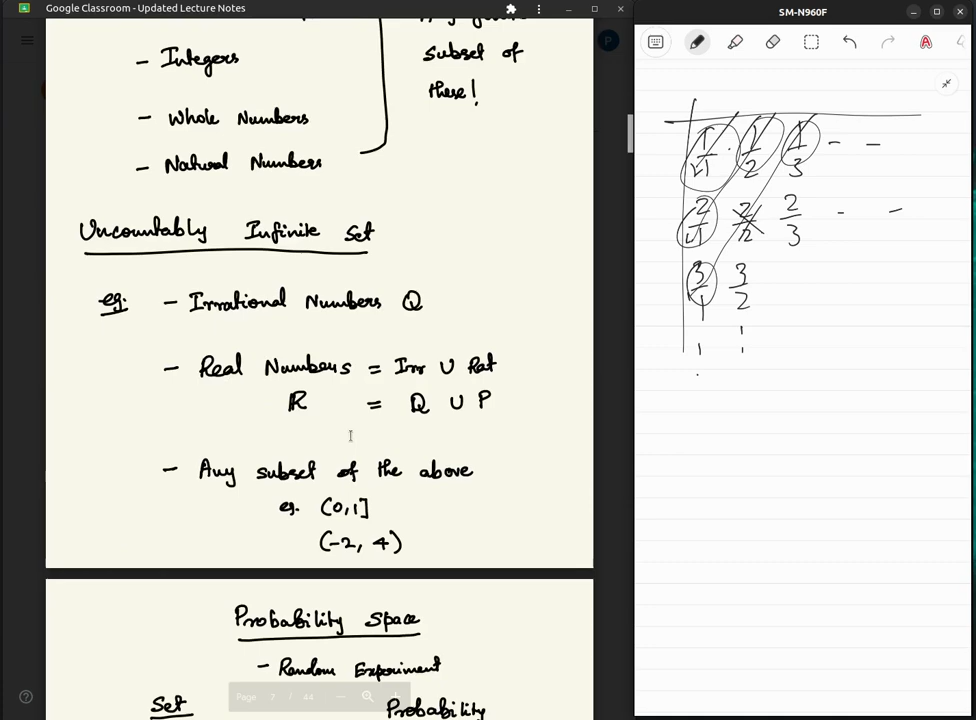 Google Classroom - Updated Lecture Notes
SM-N960F
- Integers
subset of
these!
- Whole Numbers
- Natural Numbers
Uncountably Infinite Set
eg. - Irrational Numbers Q
- Real Numbers = Irr ∪ Rat
ℝ = Q ∪ P
- Any subset of the above
eg. (0,1]
(-2, 4)
Probability Space
- Random Experiment
Set Probability
Page 7 / 44
P
A
1/1 1/2 1/3 - -
2/1 2/2 2/3 - -
3/1 3/2